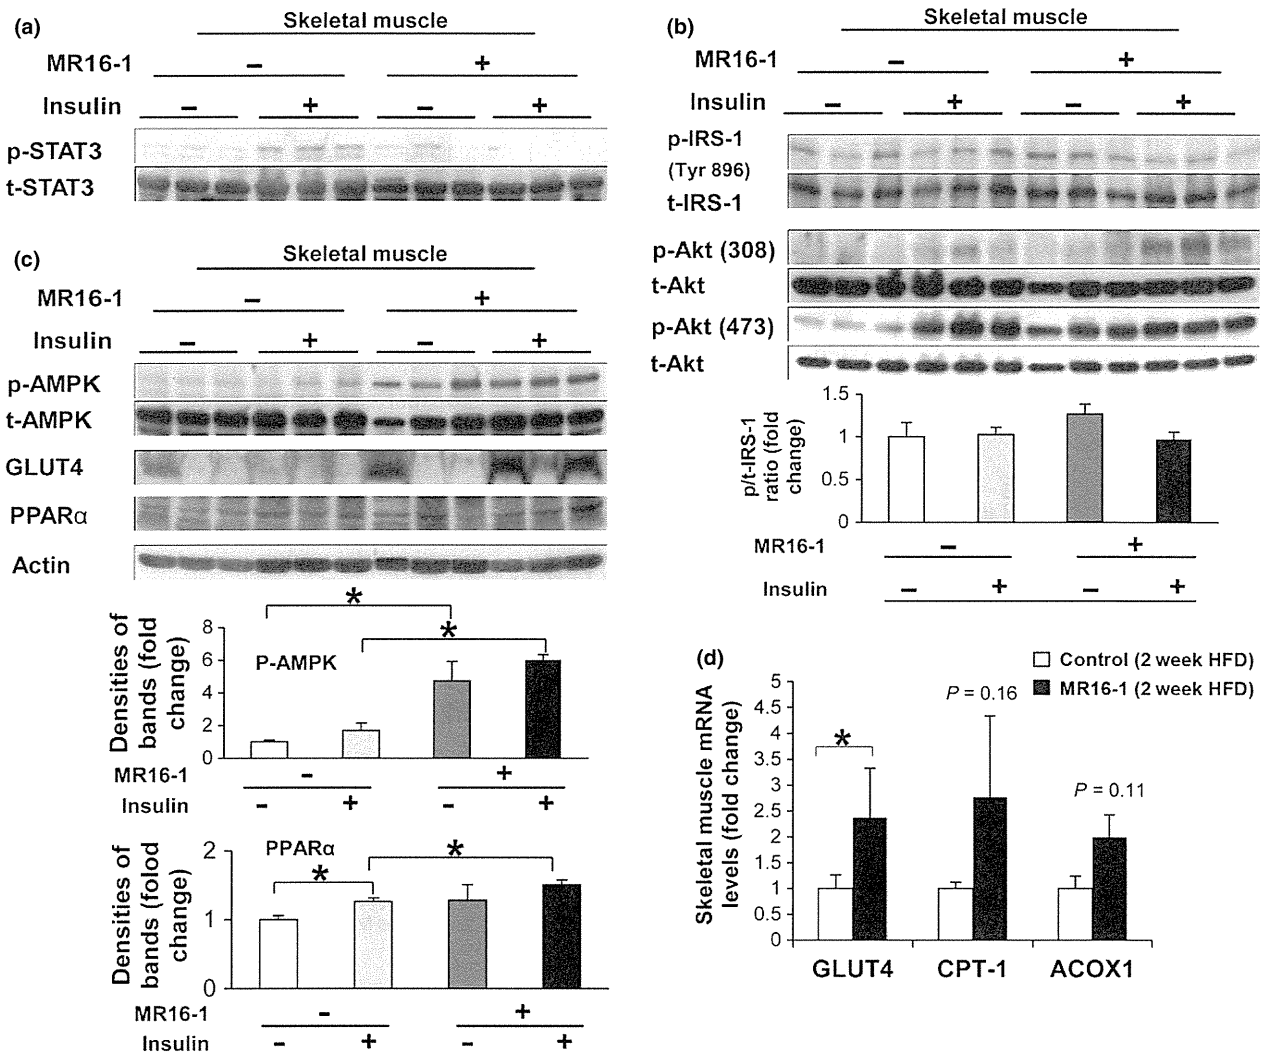 (a)
Skeletal muscle
MR16-1 – +
Insulin – + – +
p-STAT3
t-STAT3
(b)
Skeletal muscle
MR16-1 – +
Insulin – + – +
p-IRS-1
(Tyr 896)
t-IRS-1
p-Akt (308)
t-Akt
p-Akt (473)
t-Akt
p/t-IRS-1
ratio (fold
change)
1.5
1
0.5
0
MR16-1 – +
Insulin – + – +
(c)
Skeletal muscle
MR16-1 – +
Insulin – + – +
p-AMPK
t-AMPK
GLUT4
PPARα
Actin
Densities of
bands (fold
change)
P-AMPK
* *
8
6
4
2
0
MR16-1 – +
Insulin – + – +
Densities of
bands (folod
change)
PPARα
* *
2
1
0
MR16-1 – +
Insulin – + – +
(d)
Control (2 week HFD)
MR16-1 (2 week HFD)
Skeletal muscle mRNA
levels (fold change)
5
4.5
4
3.5
3
2.5
2
1.5
1
0.5
0
*
P = 0.16
P = 0.11
GLUT4 CPT-1 ACOX1